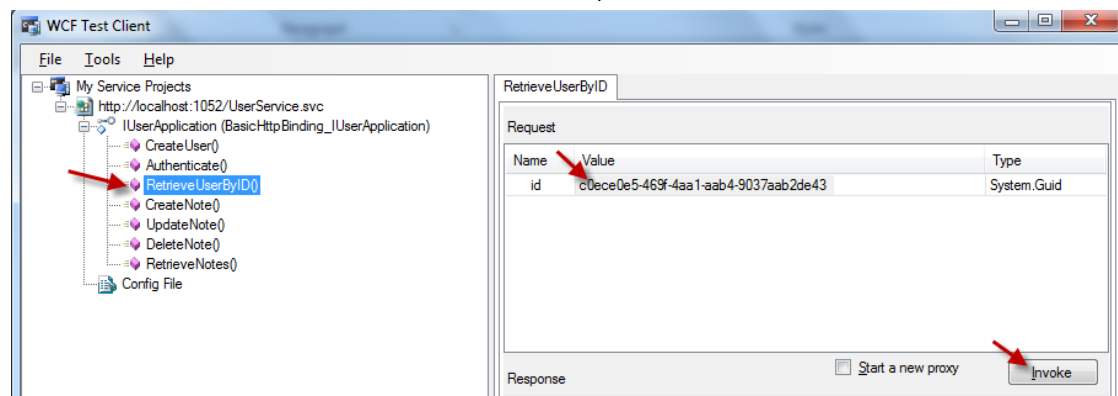 WCF Test Client
File Tools Help
My Service Projects
http://localhost:1052/UserService.svc
IUserApplication (BasicHttpBinding_IUserApplication)
CreateUser()
Authenticate()
RetrieveUserByID()
CreateNote()
UpdateNote()
DeleteNote()
RetrieveNotes()
Config File
RetrieveUserByID
Request
Name Value Type
id c0ece0e5-469f-4aa1-aab4-9037aab2de43 System.Guid
Response Start a new proxy Invoke